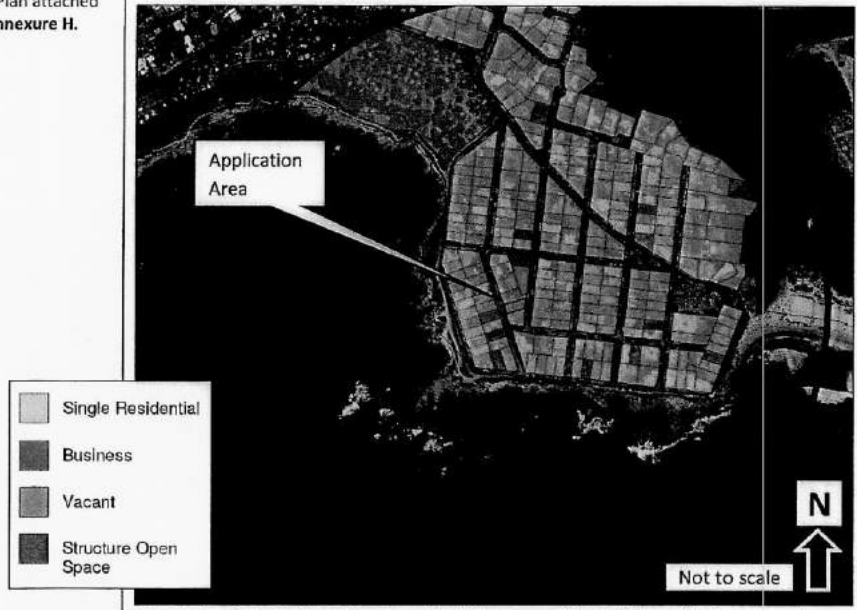 Plan attached
nnexure H.
Application
Area
Single Residential
Business
Vacant
Structure Open
Space
N
Not to scale